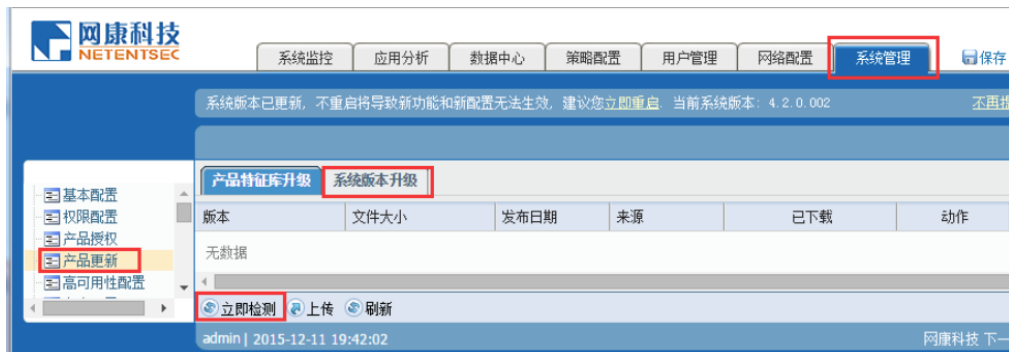 网康科技
NETENTSEC
系统监控 应用分析 数据中心 策略配置 用户管理 网络配置 系统管理 保存
系统版本已更新，不重启将导致新功能和新配置无法生效，建议您立即重启. 当前系统版本：4.2.0.002 不再
产品特征库升级 系统版本升级
基本配置
权限配置
产品授权
产品更新
高可用性配置
版本 文件大小 发布日期 来源 已下载 动作
无数据
立即检测 上传 刷新
admin | 2015-12-11 19:42:02 网康科技 下一